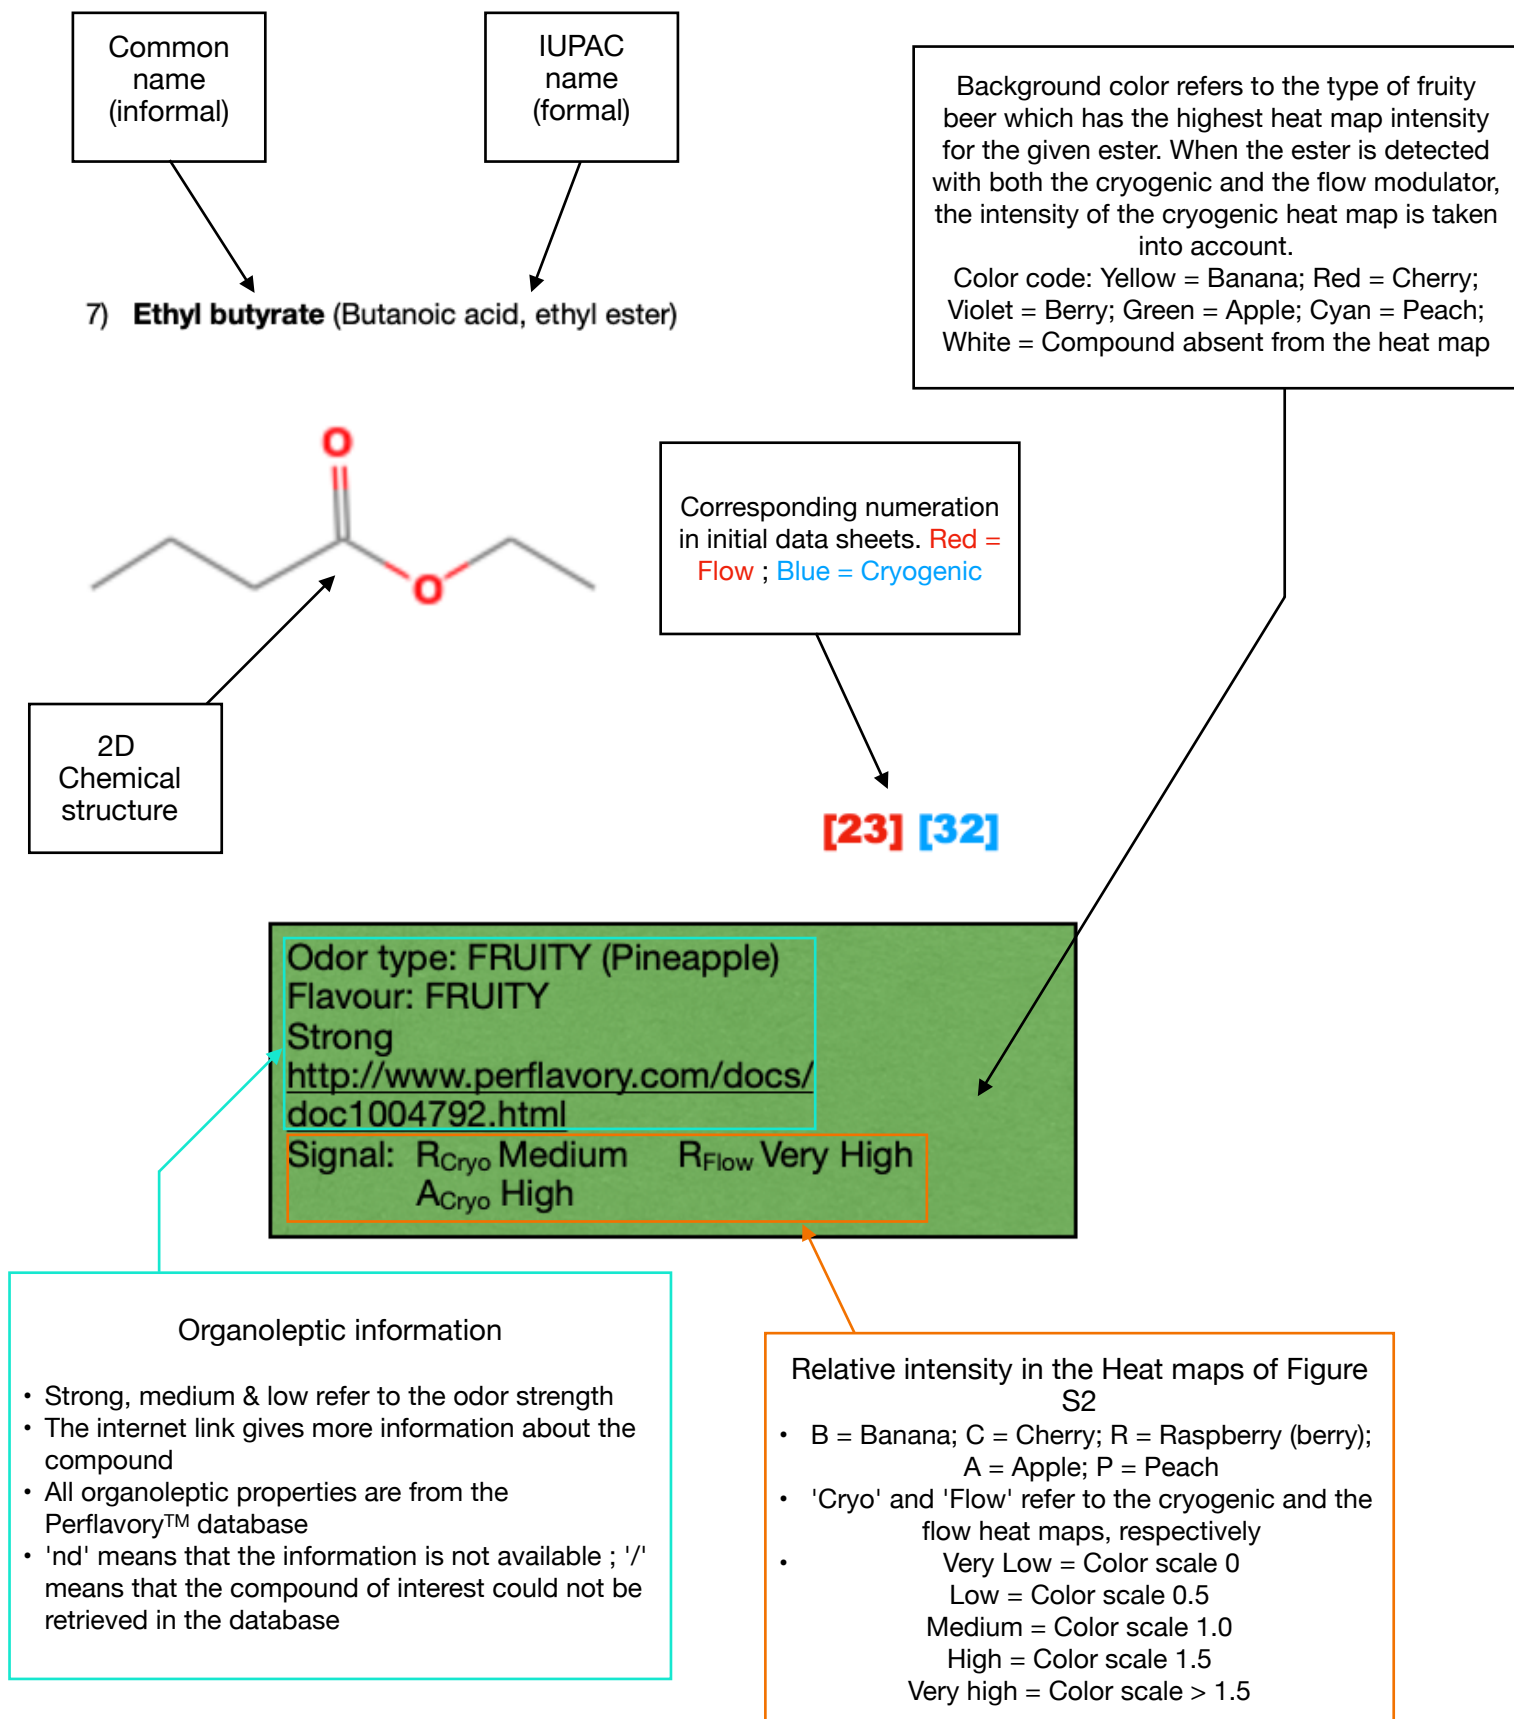 Common
name
(informal)
IUPAC
name
(formal)
Background color refers to the type of fruity
beer which has the highest heat map intensity
for the given ester. When the ester is detected
with both the cryogenic and the flow modulator,
the intensity of the cryogenic heat map is taken
into account.
Color code: Yellow = Banana; Red = Cherry;
Violet = Berry; Green = Apple; Cyan = Peach;
White = Compound absent from the heat map
7) Ethyl butyrate (Butanoic acid, ethyl ester)
O
O
Corresponding numeration
in initial data sheets. Red =
Flow ; Blue = Cryogenic
2D
Chemical
structure
[23] [32]
Odor type: FRUITY (Pineapple)
Flavour: FRUITY
Strong
http://www.perflavory.com/docs/
doc1004792.html
Signal: RCryo Medium RFlow Very High
ACryo High
Organoleptic information
• Strong, medium & low refer to the odor strength
• The internet link gives more information about the
compound
• All organoleptic properties are from the
Perflavory™ database
• 'nd' means that the information is not available ; '/'
means that the compound of interest could not be
retrieved in the database
Relative intensity in the Heat maps of Figure
S2
• B = Banana; C = Cherry; R = Raspberry (berry);
A = Apple; P = Peach
• 'Cryo' and 'Flow' refer to the cryogenic and the
flow heat maps, respectively
• Very Low = Color scale 0
Low = Color scale 0.5
Medium = Color scale 1.0
High = Color scale 1.5
Very high = Color scale > 1.5